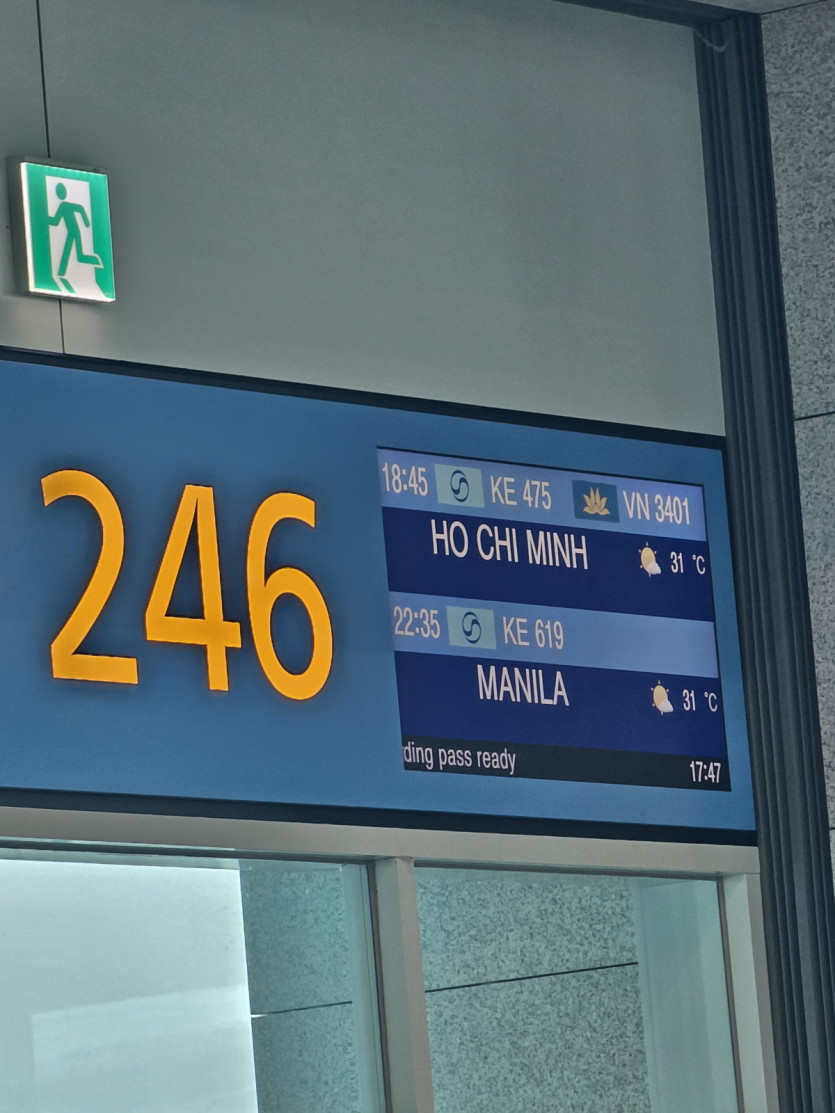 246
18:45 KE 475 VN 3401
HO CHI MINH 31 °C
22:35 KE 619
MANILA 31 °C
ding pass ready 17:47